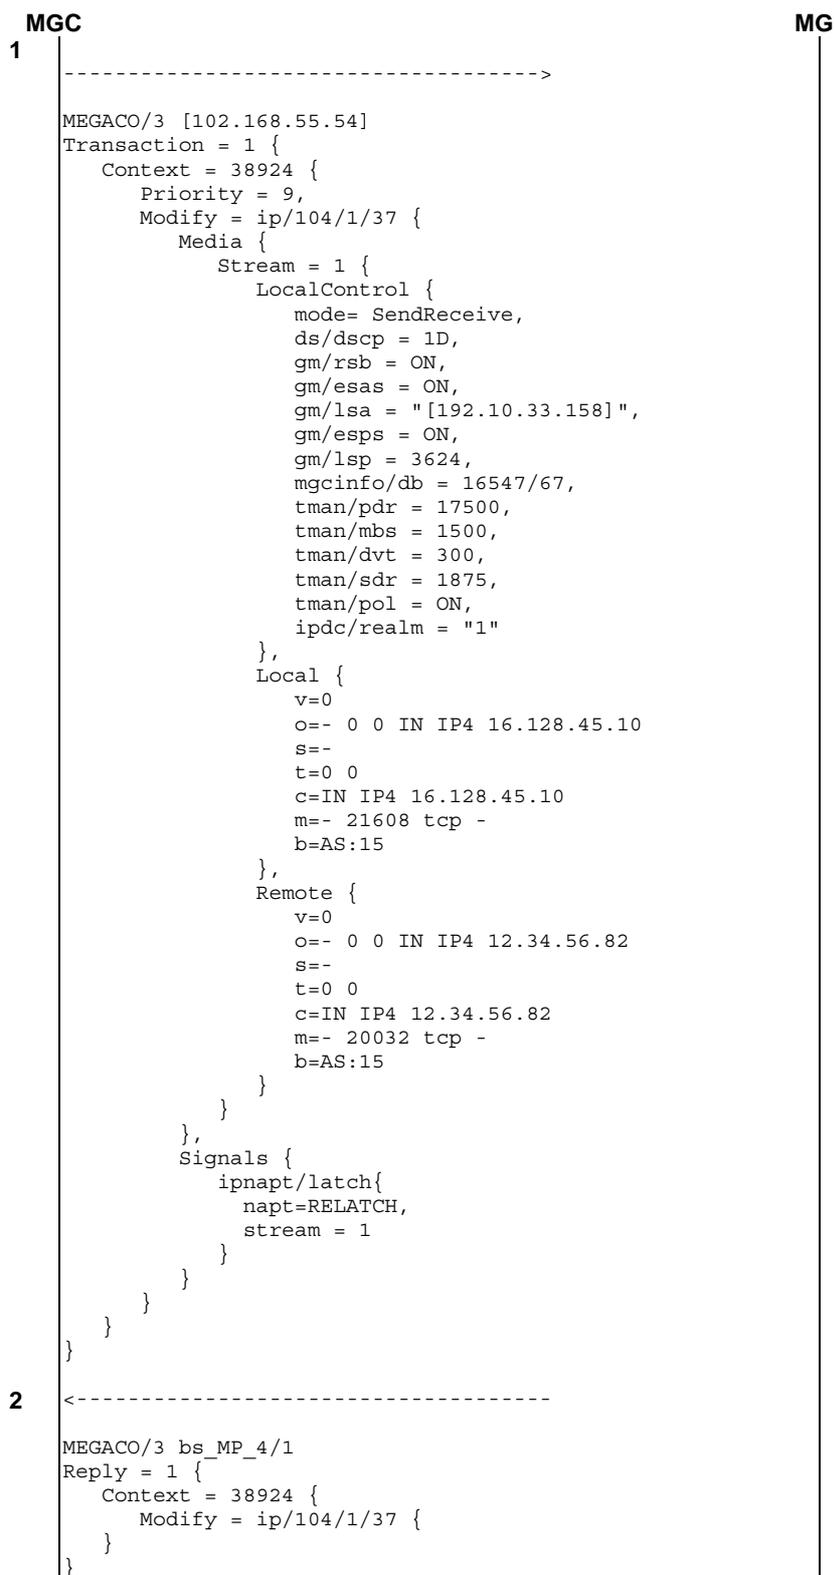 MGC MG
1
------------------------------------->
MEGACO/3 [102.168.55.54]
Transaction = 1 {
   Context = 38924 {
      Priority = 9,
      Modify = ip/104/1/37 {
         Media {
            Stream = 1 {
               LocalControl {
                  mode= SendReceive,
                  ds/dscp = 1D,
                  gm/rsb = ON,
                  gm/esas = ON,
                  gm/lsa = "[192.10.33.158]",
                  gm/esps = ON,
                  gm/lsp = 3624,
                  mgcinfo/db = 16547/67,
                  tman/pdr = 17500,
                  tman/mbs = 1500,
                  tman/dvt = 300,
                  tman/sdr = 1875,
                  tman/pol = ON,
                  ipdc/realm = "1"
               },
               Local {
                  v=0
                  o=- 0 0 IN IP4 16.128.45.10
                  s=-
                  t=0 0
                  c=IN IP4 16.128.45.10
                  m=- 21608 tcp -
                  b=AS:15
               },
               Remote {
                  v=0
                  o=- 0 0 IN IP4 12.34.56.82
                  s=-
                  t=0 0
                  c=IN IP4 12.34.56.82
                  m=- 20032 tcp -
                  b=AS:15
               }
            }
         },
         Signals {
            ipnapt/latch{
              napt=RELATCH,
              stream = 1
            }
         }
      }
   }
}
2
<-------------------------------------
MEGACO/3 bs_MP_4/1
Reply = 1 {
   Context = 38924 {
      Modify = ip/104/1/37 {
   }
}